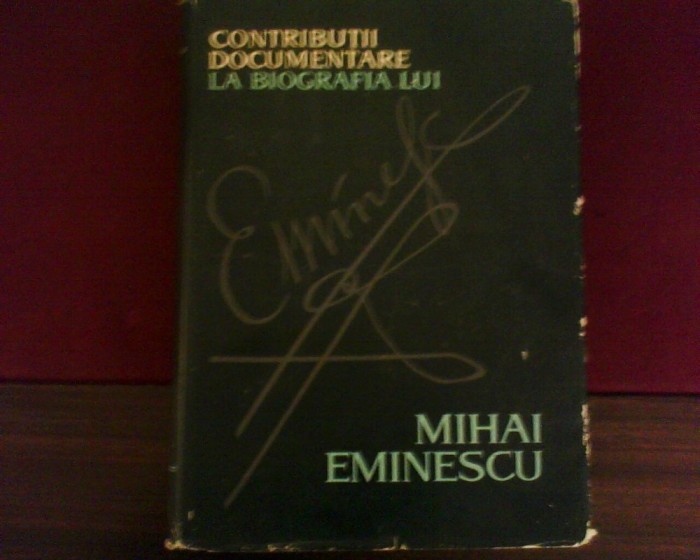 CONTRIBUȚII
DOCUMENTARE
LA BIOGRAFIA LUI
Eminescu
MIHAI
EMINESCU